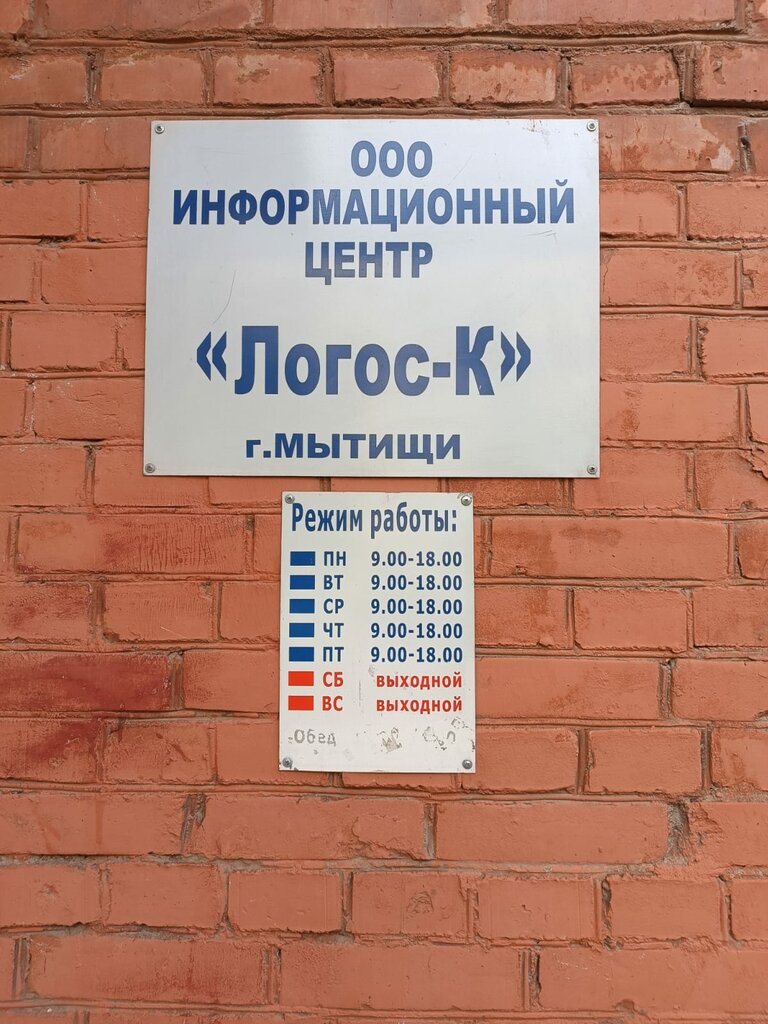 ООО
ИНФОРМАЦИОННЫЙ
ЦЕНТР
«Логос-К»
г.МЫТИЩИ
Режим работы:
ПН 9.00-18.00
ВТ 9.00-18.00
СР 9.00-18.00
ЧТ 9.00-18.00
ПТ 9.00-18.00
СБ выходной
ВС выходной
Обед